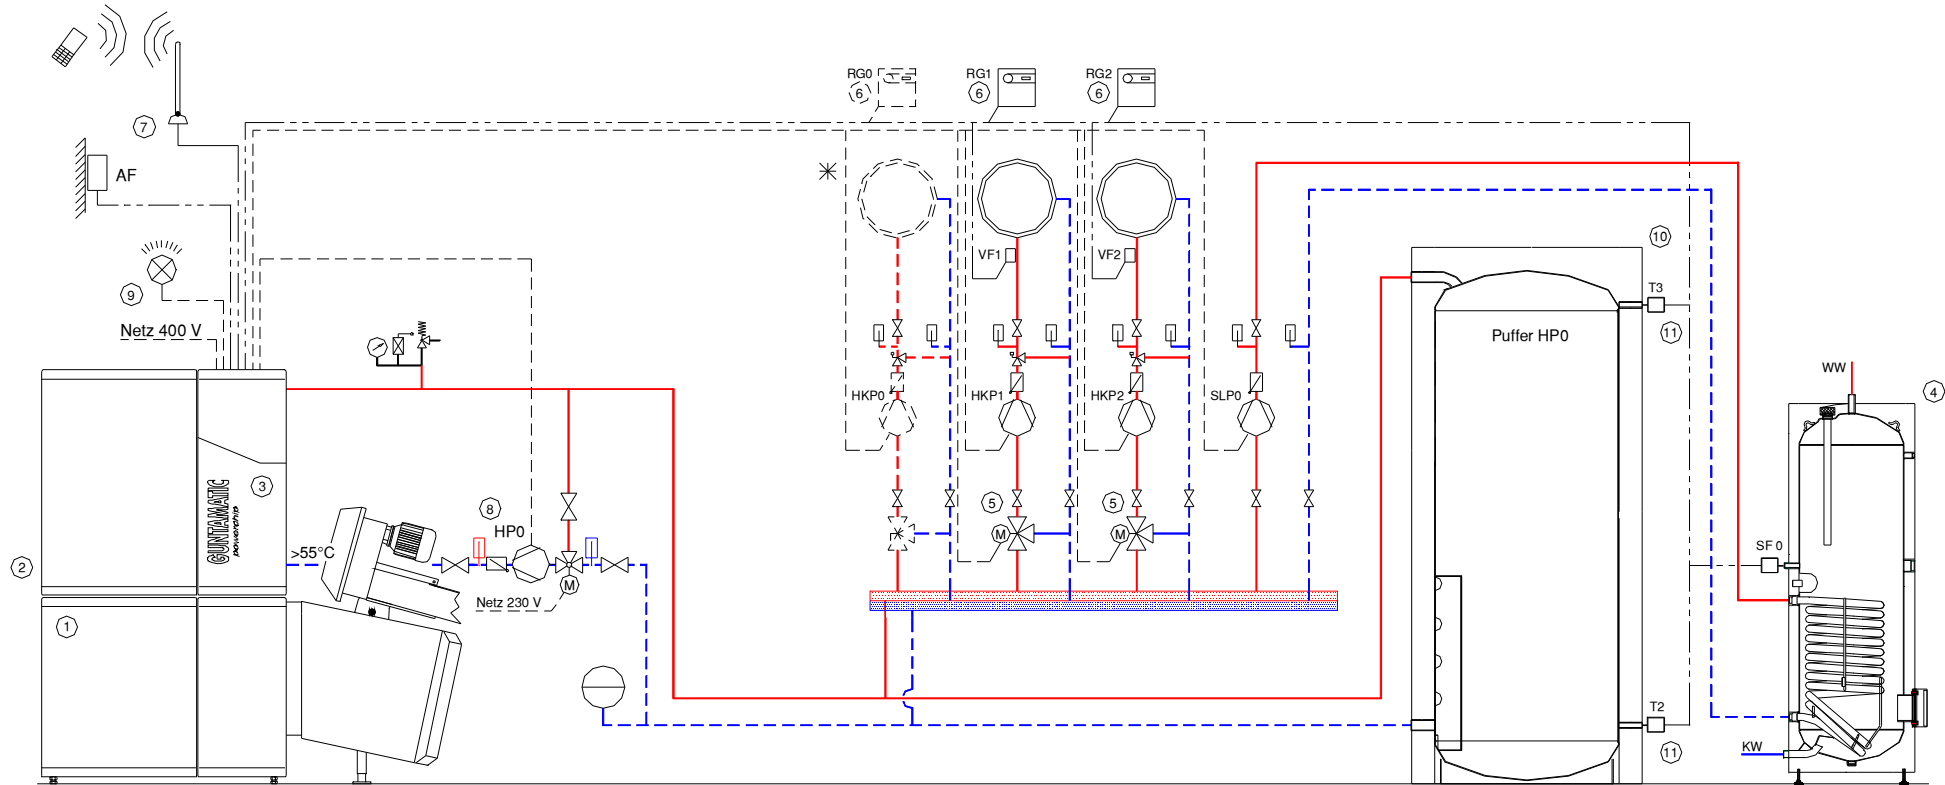 RG0
6
RG1
6
RG2
6
7
AF
9
Netz 400 V
VF1
VF2
10
T3
11
Puffer HP0
WW
4
HKP0
HKP1
HKP2
SLP0
3
GUNTAMATIC
powerchip
8
HP0
5
M
5
M
>55°C
2
SF 0
M
Netz 230 V
1
T2
11
KW